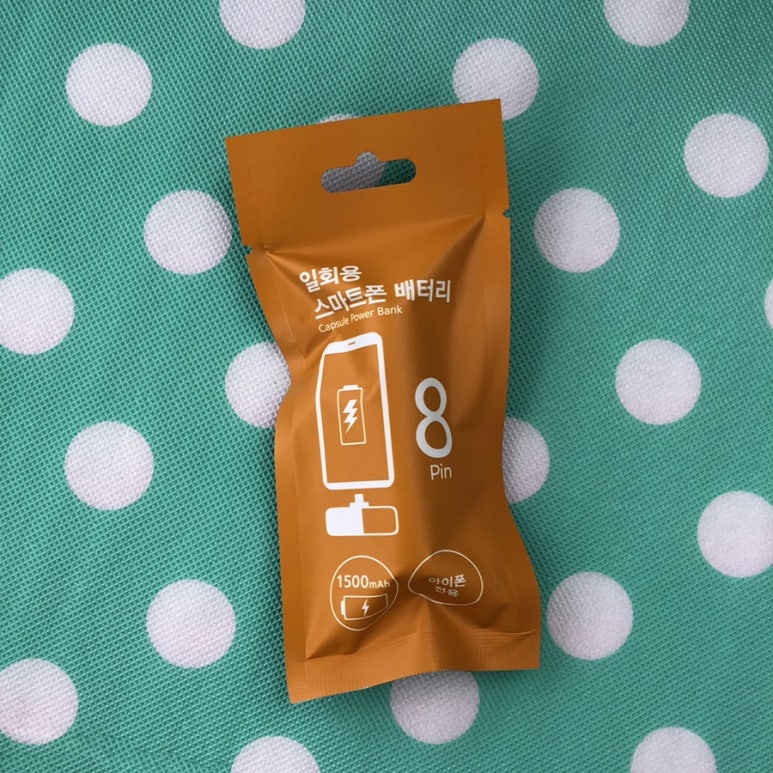 일회용
스마트폰 배터리
Capsule Power Bank
8
Pin
1500mAh
아이폰
전용